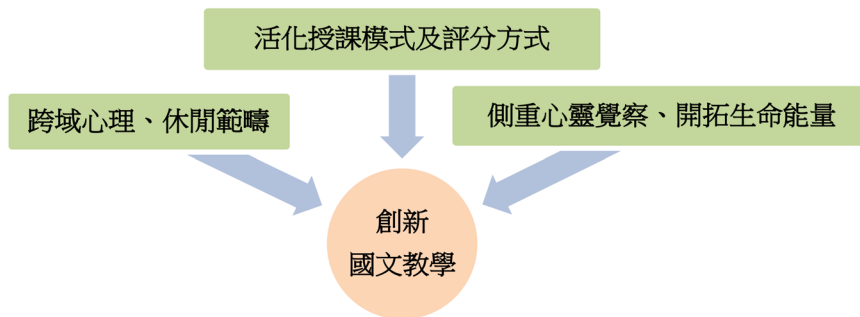 活化授課模式及評分方式
跨域心理、休閒範疇
側重心靈覺察、開拓生命能量
創新
國文教學